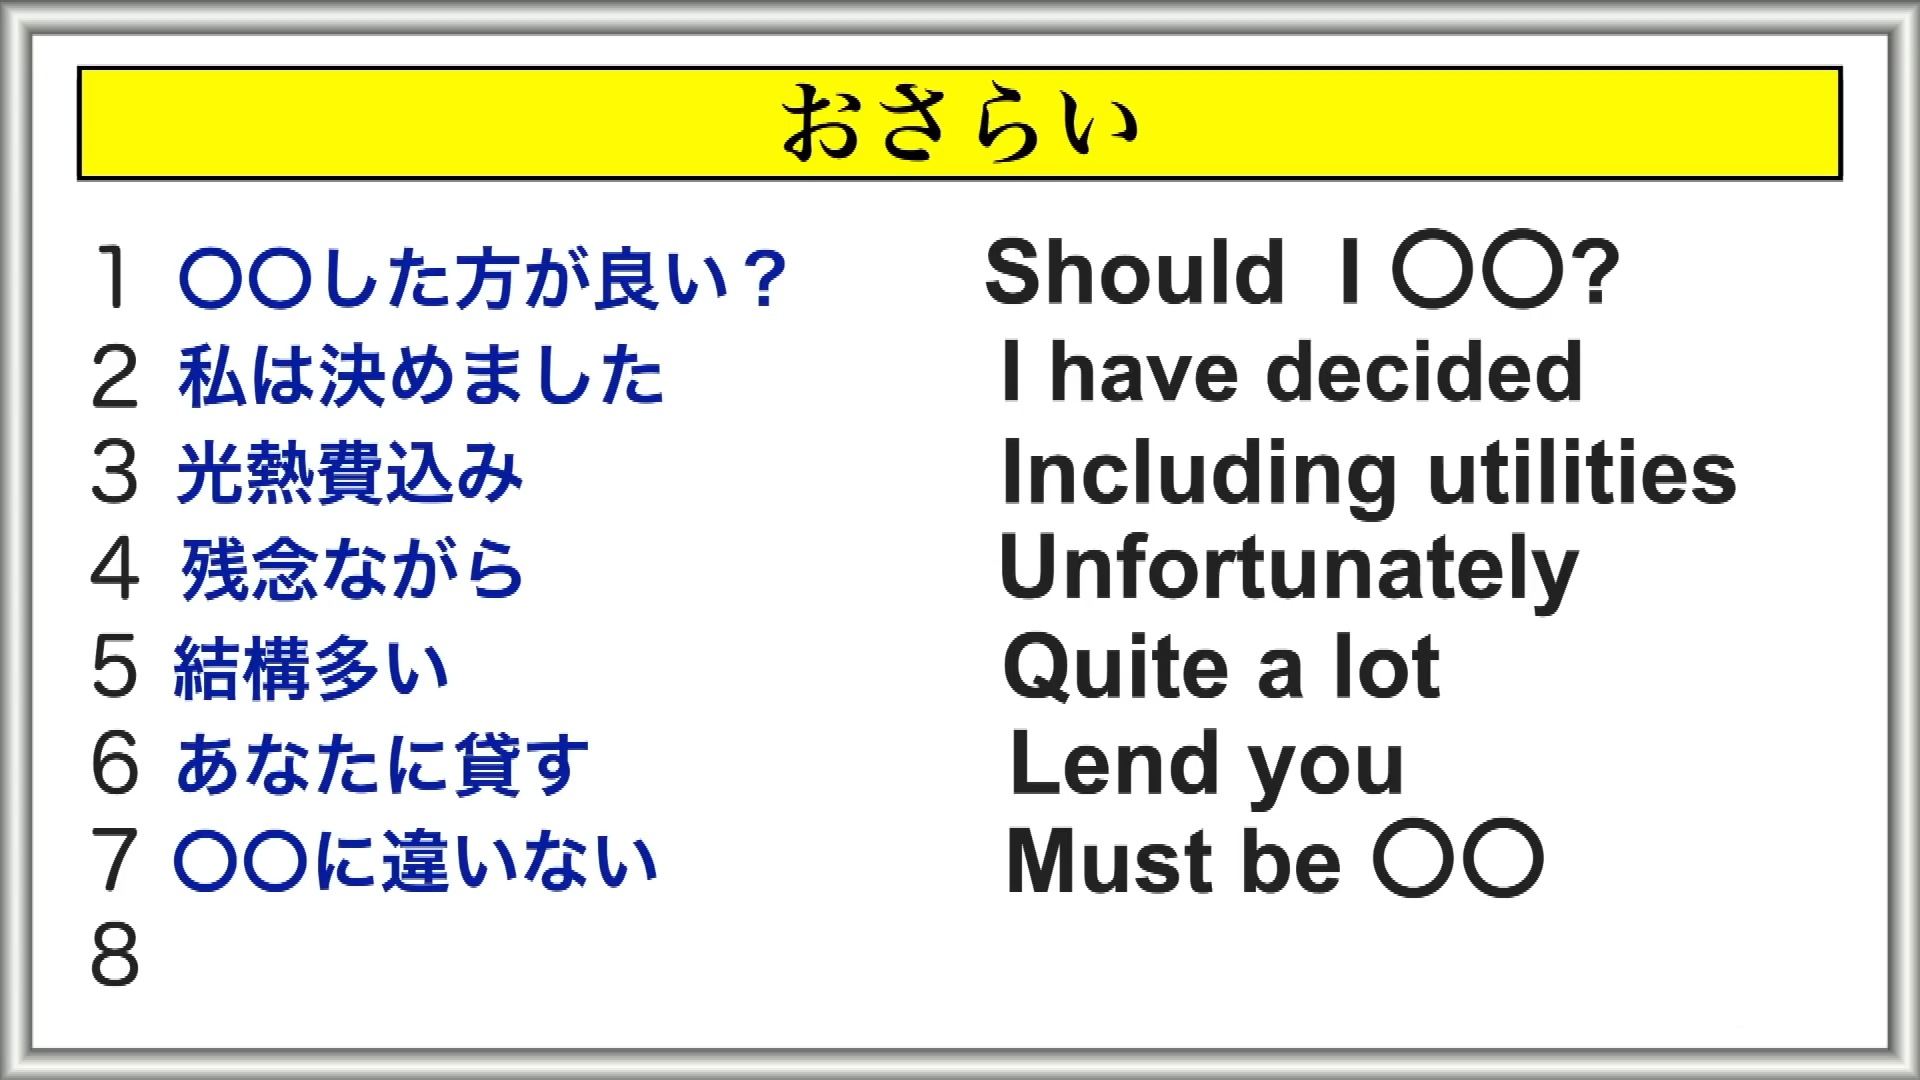 おさらい
1 〇〇した方が良い？ Should I 〇〇?
2 私は決めました I have decided
3 光熱費込み Including utilities
4 残念ながら Unfortunately
5 結構多い Quite a lot
6 あなたに貸す Lend you
7 〇〇に違いない Must be 〇〇
8